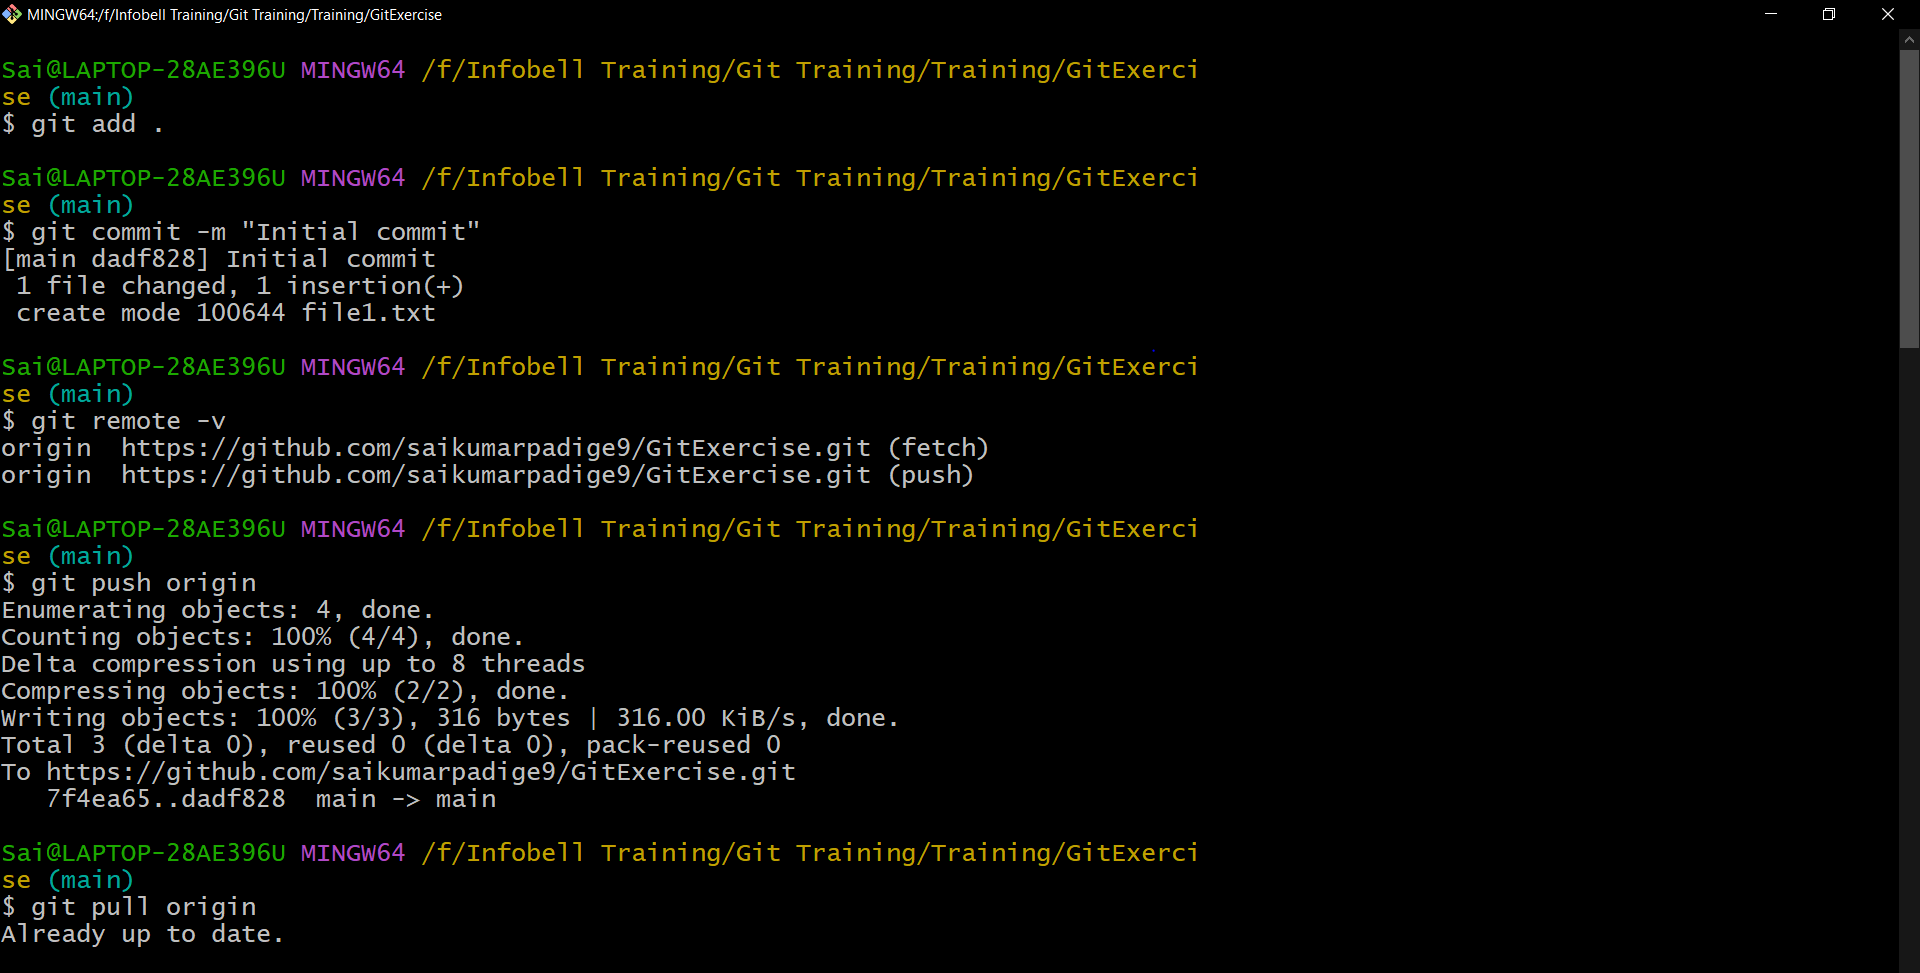 MINGW64:/f/Infobell Training/Git Training/Training/GitExercise
Sai@LAPTOP-28AE396U MINGW64 /f/Infobell Training/Git Training/Training/GitExerci
se (main)
$ git add .
Sai@LAPTOP-28AE396U MINGW64 /f/Infobell Training/Git Training/Training/GitExerci
se (main)
$ git commit -m "Initial commit"
[main dadf828] Initial commit
 1 file changed, 1 insertion(+)
 create mode 100644 file1.txt
Sai@LAPTOP-28AE396U MINGW64 /f/Infobell Training/Git Training/Training/GitExerci
se (main)
$ git remote -v
origin  https://github.com/saikumarpadige9/GitExercise.git (fetch)
origin  https://github.com/saikumarpadige9/GitExercise.git (push)
Sai@LAPTOP-28AE396U MINGW64 /f/Infobell Training/Git Training/Training/GitExerci
se (main)
$ git push origin
Enumerating objects: 4, done.
Counting objects: 100% (4/4), done.
Delta compression using up to 8 threads
Compressing objects: 100% (2/2), done.
Writing objects: 100% (3/3), 316 bytes | 316.00 KiB/s, done.
Total 3 (delta 0), reused 0 (delta 0), pack-reused 0
To https://github.com/saikumarpadige9/GitExercise.git
   7f4ea65..dadf828  main -> main
Sai@LAPTOP-28AE396U MINGW64 /f/Infobell Training/Git Training/Training/GitExerci
se (main)
$ git pull origin
Already up to date.